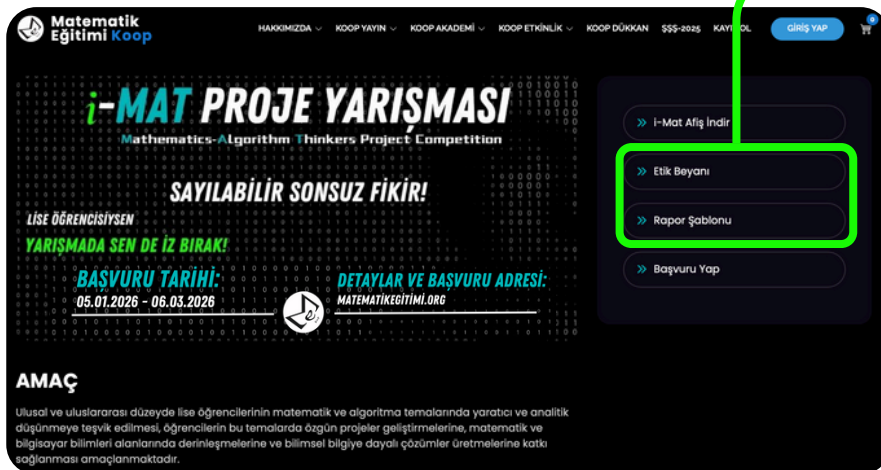 Matematik
Eğitimi Koop
HAKKIMIZDA
KOOP YAYIN
KOOP AKADEMİ
KOOP ETKİNLİK
KOOP DÜKKAN
ŞŞŞ-2025
GİRİŞ YAP
0
i-MAT PROJE YARIŞMASI
Mathematics-Algorithm Thinkers Project Competition
SAYILABİLİR SONSUZ FİKİR!
LİSE ÖĞRENCİSİYSEN
YARIŞMADA SEN DE İZ BIRAK!
BAŞVURU TARİHİ:
05.01.2026 - 06.03.2026
DETAYLAR VE BAŞVURU ADRESİ:
MATEMATIKEGİTİMİ.ORG
i-Mat Afiş İndir
Etik Beyanı
Rapor Şablonu
Başvuru Yap
AMAÇ
Ulusal ve uluslararası düzeyde lise öğrencilerinin matematik ve algoritma temalarında yaratıcı ve analitik
düşünmeye teşvik edilmesi, öğrencilerin bu temalarda özgün projeler geliştirmelerine, matematik ve
bilgisayar bilimleri alanlarında derinleşmelerine ve bilimsel bilgiye dayalı çözümler üretmelerine katkı
sağlanması amaçlanmaktadır.